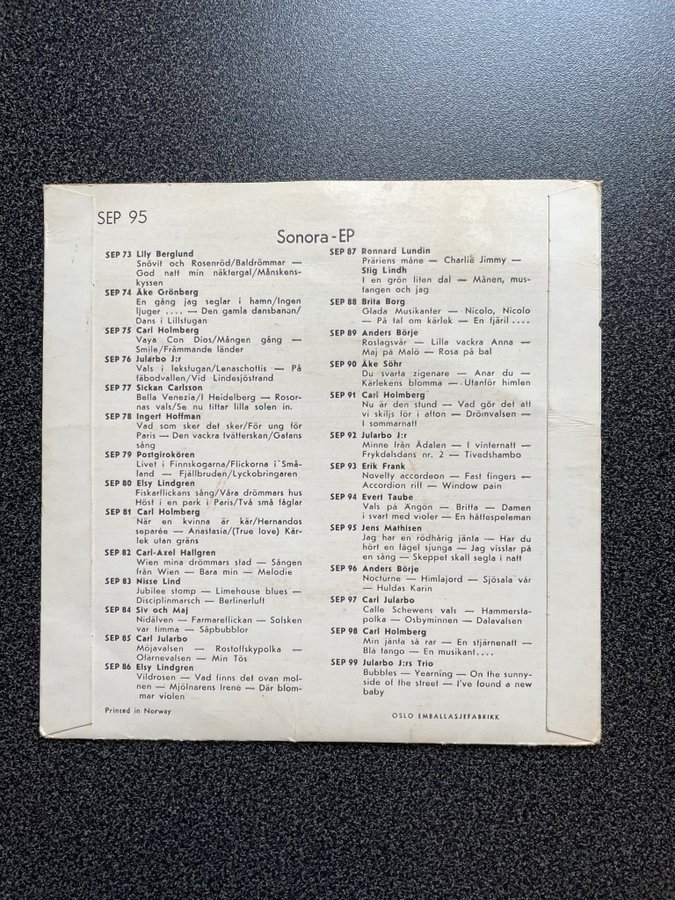 SEP 95
Sonora-EP
SEP 73 Lily Berglund
Snövit och Rosenröd/Baldrömmar —
God natt min näktergal/Månskens-
kyssen
SEP 74 Åke Grönberg
En gång jag seglar i hamn/Ingen
ljuger .... — Den gamla dansbanan/
Dans i Lillstugan
SEP 75 Carl Holmberg
Vaya Con Dios/Mången gång —
Smile/Främmande länder
SEP 76 Jularbo J:r
Vals i lekstugan/Lenaschottis — På
fäbodvallen/Vid Lindesjöstrand
SEP 77 Sickan Carlsson
Bella Venezia/I Heidelberg — Rosor-
nas vals/Se nu tittar lilla solen in.
SEP 78 Ingert Hoffman
Vad som sker det sker/För ung för
Paris — Den vackra tvätterskan/Gatans
sång
SEP 79 Postgirokören
Livet i Finnskogarna/Flickorna i Små-
land — Fjällbruden/Lyckobringaren
SEP 80 Elsy Lindgren
Fiskarflickans sång/Våra drömmars hus
Höst i en park i Paris/Två små fåglar
SEP 81 Carl Holmberg
När en kvinna är kär/Hernandos
separée — Anastasia/(True love) Kär-
lek utan gräns
SEP 82 Carl-Axel Hallgren
Wien mina drömmars stad — Sången
från Wien — Bara min — Melodie
SEP 83 Nisse Lind
Jubilee stomp — Limehouse blues —
Disciplinmarsch — Berlinerluft
SEP 84 Siv och Maj
Nidälven — Farmareflickan — Solsken
var timma — Såpbubblor
SEP 85 Carl Jularbo
Möjavalsen — Rostoffskypolka —
Olärnevalsen — Min Tös
SEP 86 Elsy Lindgren
Vildrosen — Vad finns det ovan mol-
nen — Mjölnarens Irene — Där blom-
mar violen
Printed in Norway
SEP 87 Ronnard Lundin
Präriens måne — Charlie Jimmy —
Stig Lindh
I en grön liten dal — Månen, mus-
tangen och jag
SEP 88 Brita Borg
Glada Musikanter — Nicolo, Nicolo
— På tal om kärlek — En fjäril ....
SEP 89 Anders Börje
Roslagsvår — Lilla vackra Anna —
Maj på Malö — Rosa på bal
SEP 90 Åke Söhr
Du svarta zigenare — Anar du —
Kärlekens blomma — Utanför himlen
SEP 91 Carl Holmberg
Nu är den stund — Vad gör det att
vi skiljs för i afton — Drömvalsen —
I sommarnatt
SEP 92 Jularbo J:r
Minne från Ådalen — I vinternatt —
Frykdalsdans nr. 2 — Tivedshambo
SEP 93 Erik Frank
Novelty accordeon — Fast fingers —
Accordion riff — Window pain
SEP 94 Evert Taube
Vals på Ängön — Britta — Damen
i svart med violer — En håttespeleman
SEP 95 Jens Mathisen
Jag har en rödhårig jänta — Har du
hört en fågel sjunga — Jag visslar på
en sång — Skeppet skall segla i natt
SEP 96 Anders Börje
Nocturne — Himlajord — Sjösala vår
— Huldas Karin
SEP 97 Carl Jularbo
Calle Schewens vals — Hammersta-
polka — Osbyminnen — Dalavalsen
SEP 98 Carl Holmberg
Min jänta så rar — En stjärnenatt —
Blå tango — En musikant....
SEP 99 Jularbo J:rs Trio
Bubbles — Yearning — On the sunny-
side of the street — I've found a new
baby
OSLO EMBALLASJEFABRIKK